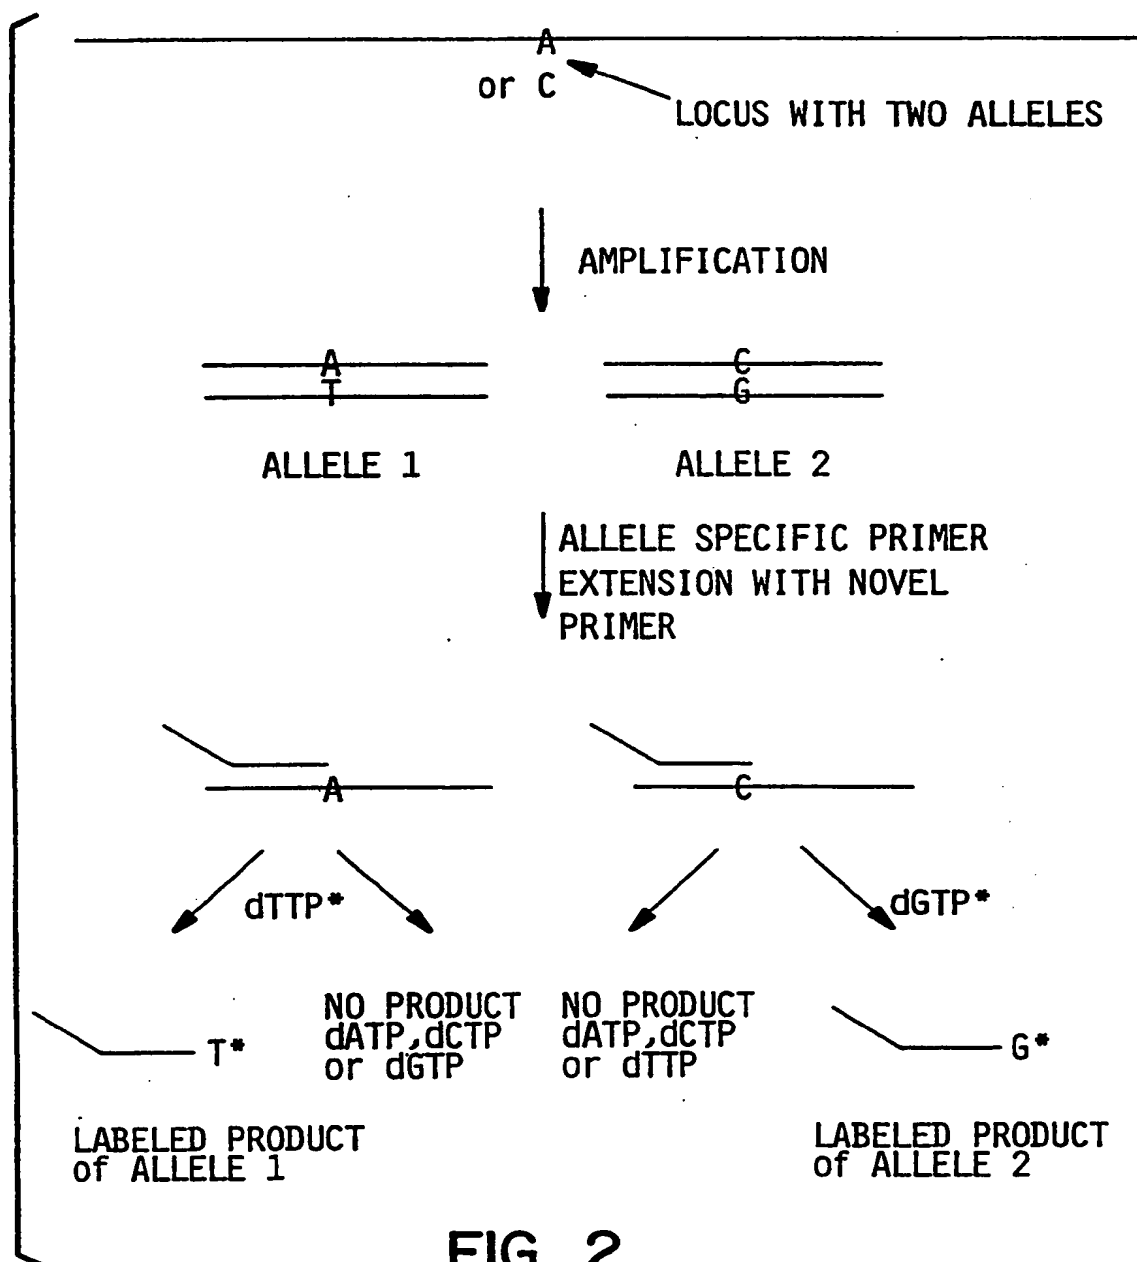 A
or C
LOCUS WITH TWO ALLELES
AMPLIFICATION
A
T
C
G
ALLELE 1
ALLELE 2
ALLELE SPECIFIC PRIMER
EXTENSION WITH NOVEL
PRIMER
A
C
dTTP*
dGTP*
T*
NO PRODUCT
dATP,dCTP
or dGTP
NO PRODUCT
dATP,dCTP
or dTTP
G*
LABELED PRODUCT
of ALLELE 1
LABELED PRODUCT
of ALLELE 2
FIG. 2